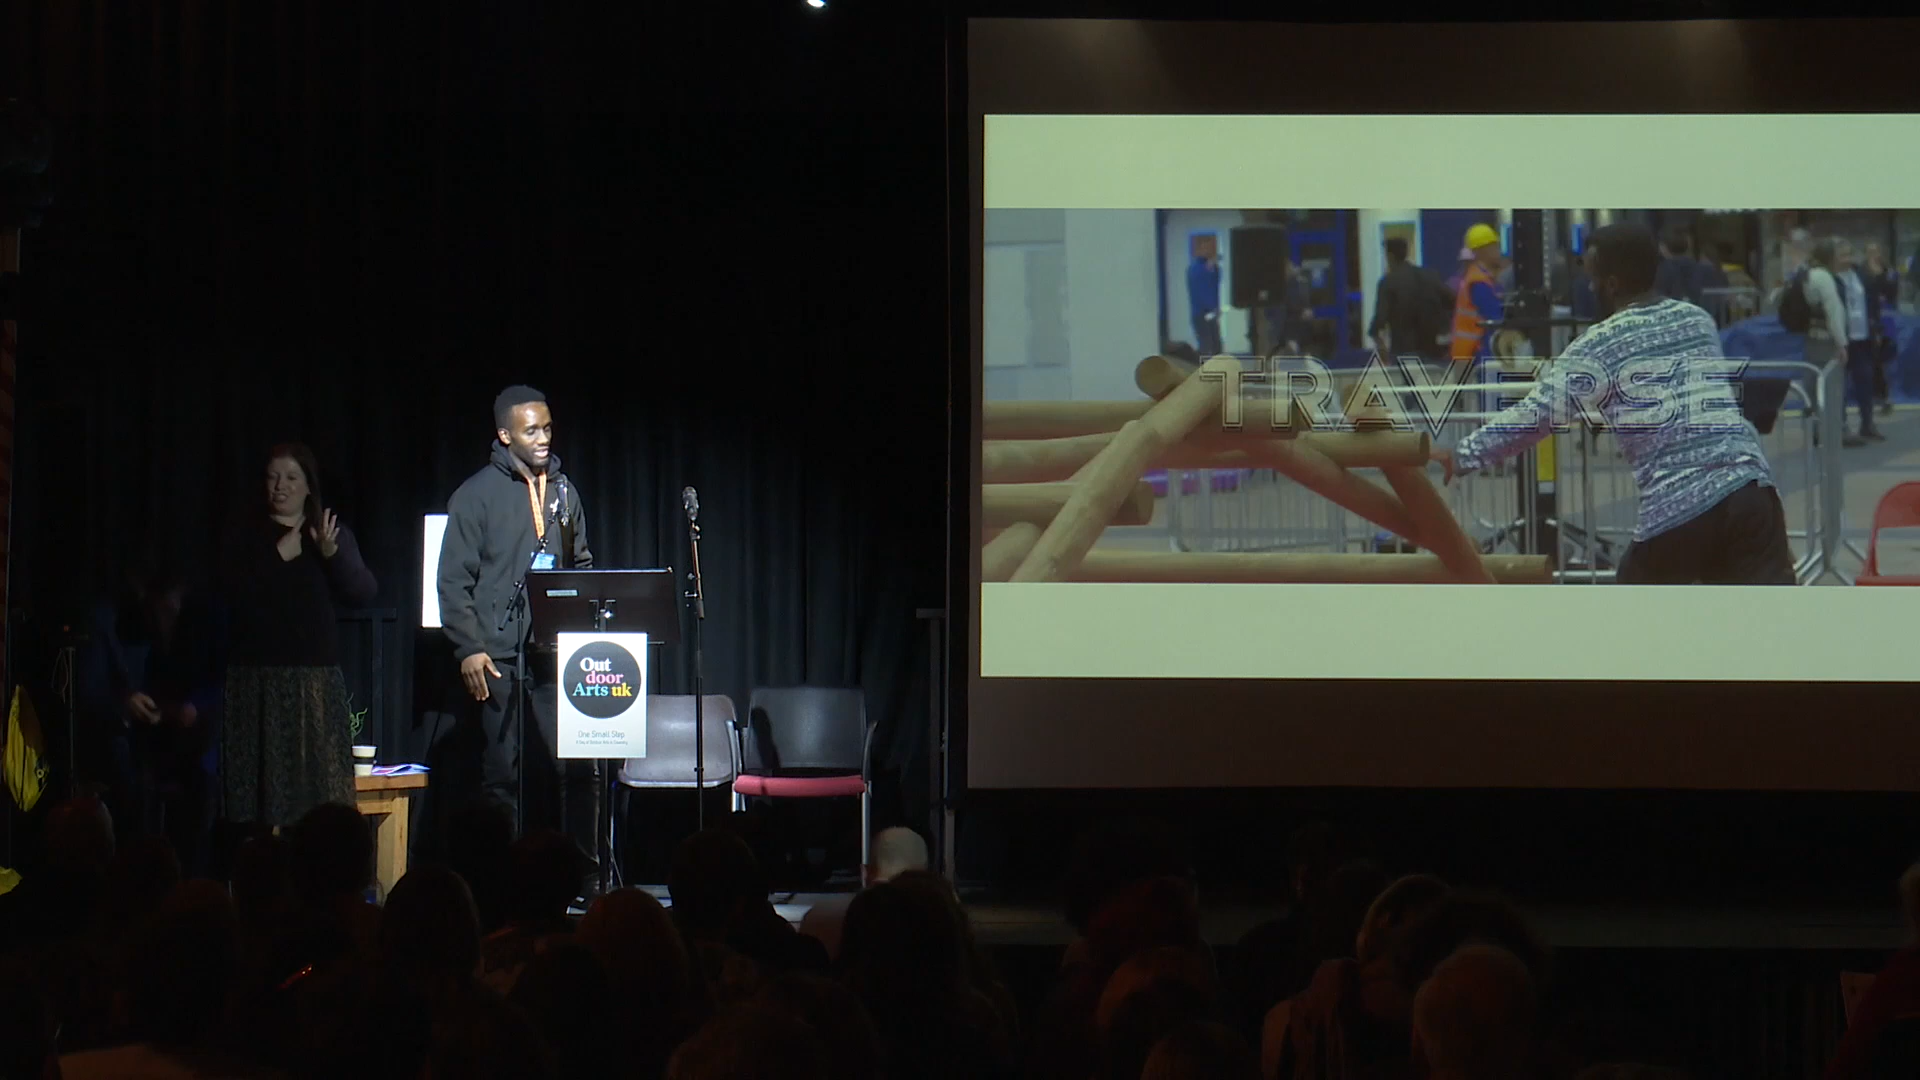 TRAVERSE
Out
door
Arts uk
One Small Step